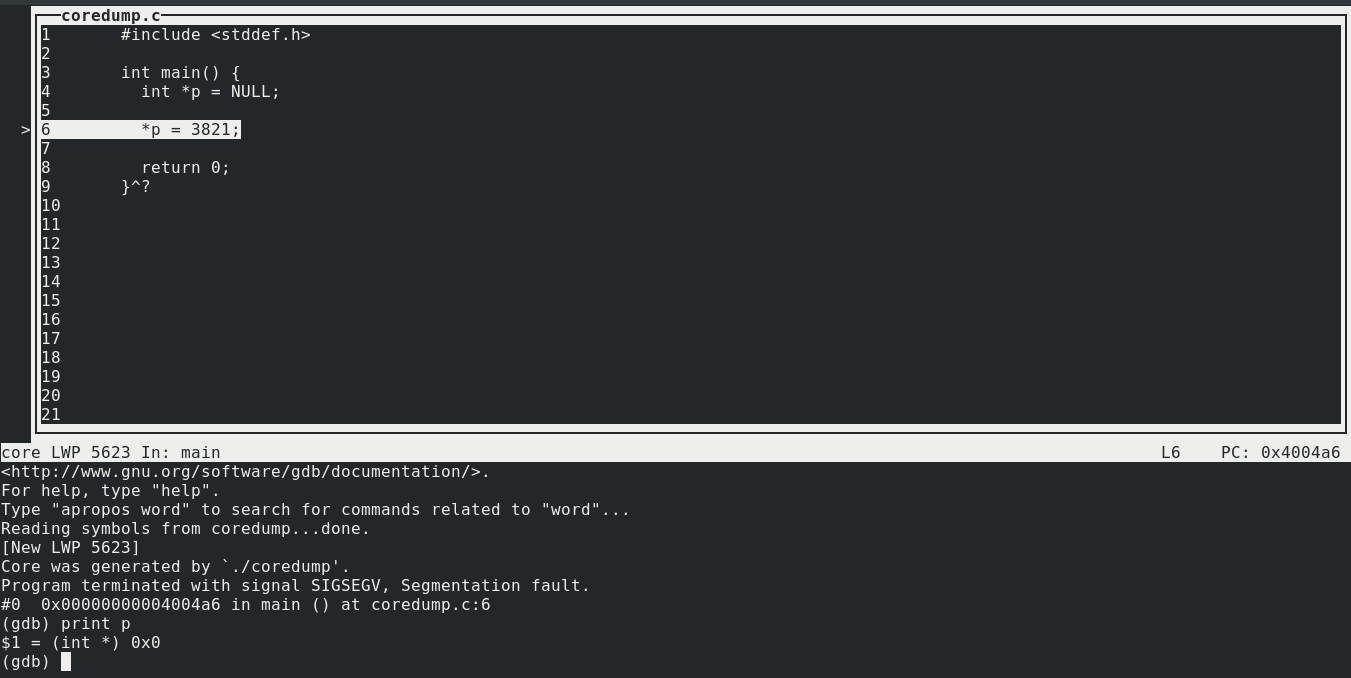 coredump.c
1       #include <stddef.h>
2
3       int main() {
4         int *p = NULL;
5
>6         *p = 3821;
7
8         return 0;
9       }^?
10
11
12
13
14
15
16
17
18
19
20
21
core LWP 5623 In: main                L6    PC: 0x4004a6
<http://www.gnu.org/software/gdb/documentation/>.
For help, type "help".
Type "apropos word" to search for commands related to "word"...
Reading symbols from coredump...done.
[New LWP 5623]
Core was generated by `./coredump'.
Program terminated with signal SIGSEGV, Segmentation fault.
#0  0x00000000004004a6 in main () at coredump.c:6
(gdb) print p
$1 = (int *) 0x0
(gdb)